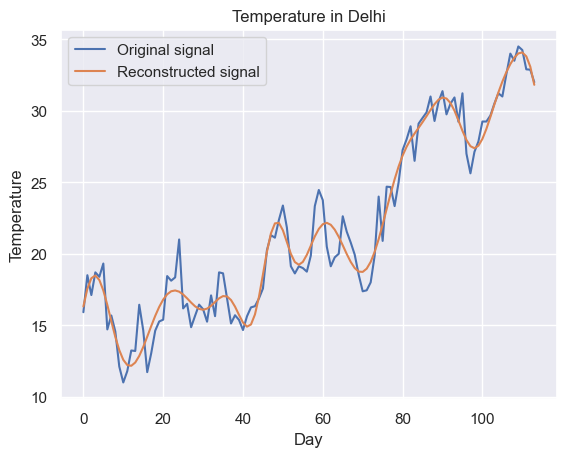 Temperature in Delhi
Original signal
Reconstructed signal
35
30
25
20
15
10
Temperature
0 20 40 60 80 100
Day